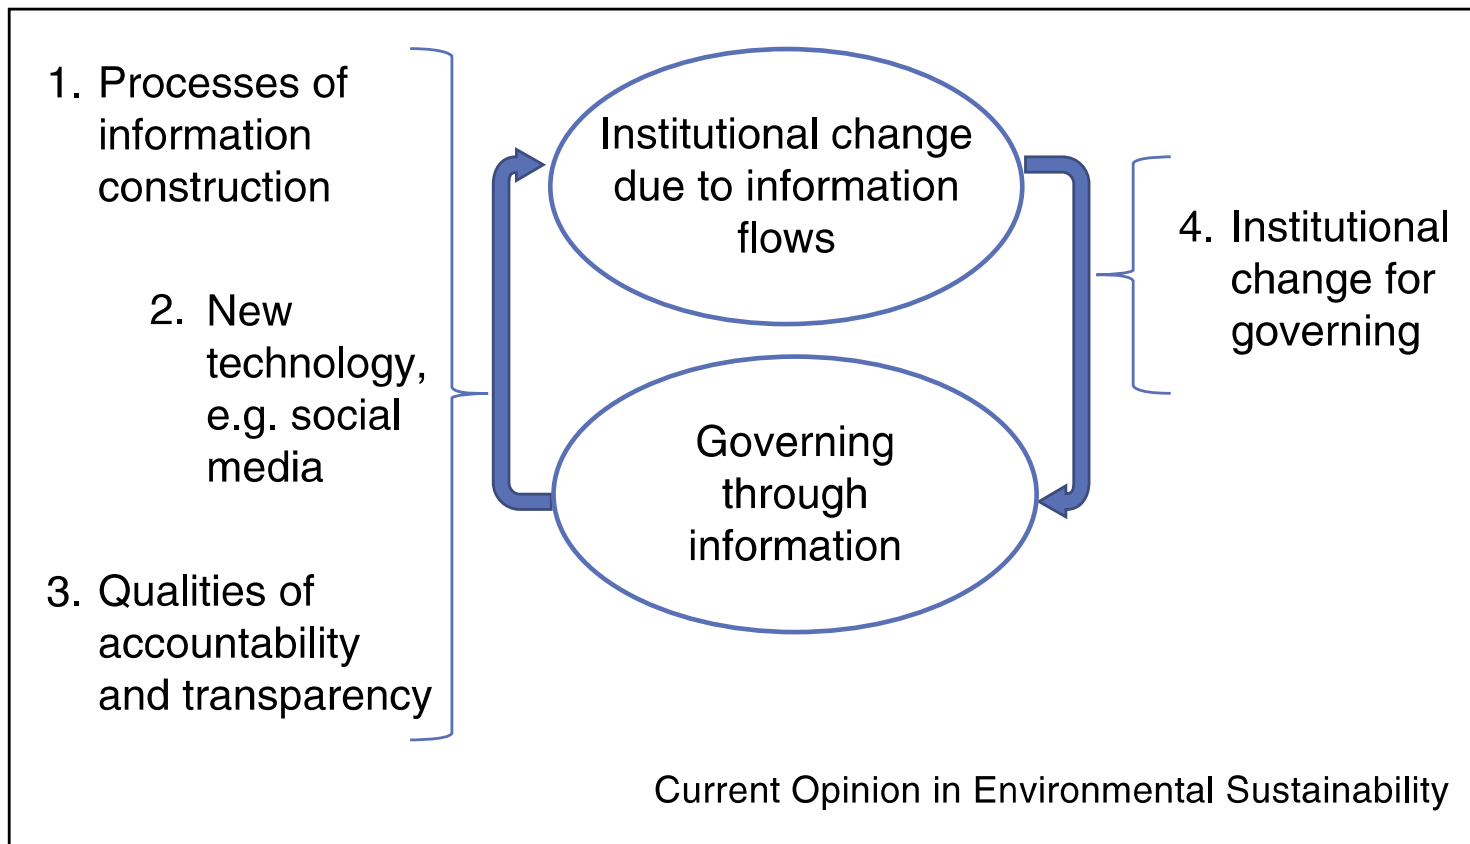 1. Processes of
information
construction
2. New
technology,
e.g. social
media
3. Qualities of
accountability
and transparency
Institutional change
due to information
flows
Governing
through
information
4. Institutional
change for
governing
Current Opinion in Environmental Sustainability